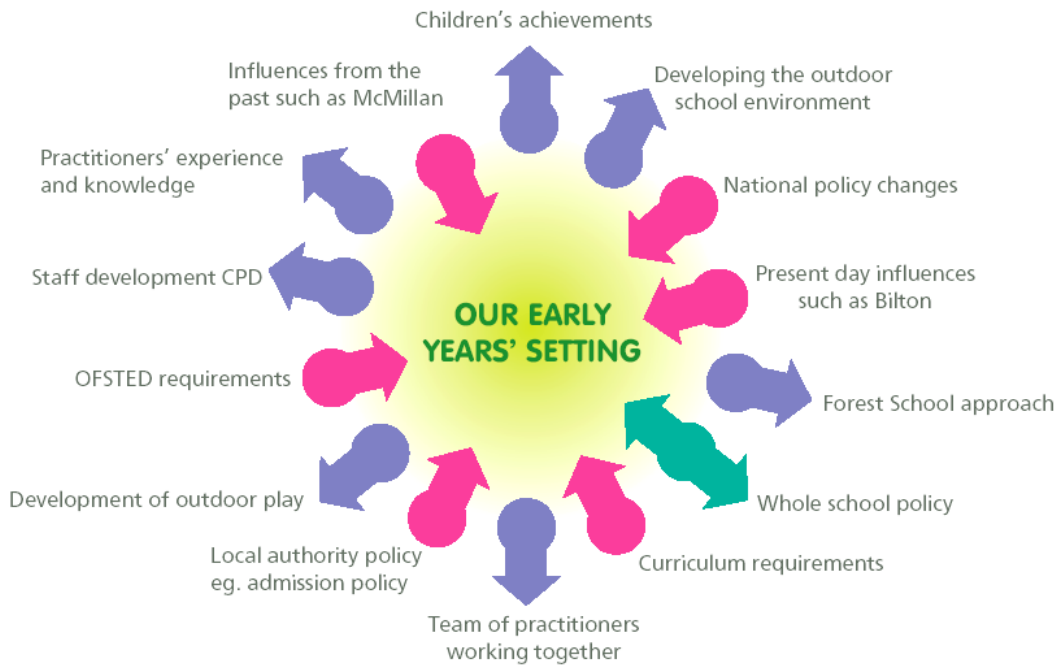 Children's achievements
Influences from the
past such as McMillan
Developing the outdoor
school environment
Practitioners' experience
and knowledge
National policy changes
Staff development CPD
Present day influences
such as Bilton
OUR EARLY
YEARS' SETTING
OFSTED requirements
Forest School approach
Development of outdoor play
Whole school policy
Local authority policy
eg. admission policy
Curriculum requirements
Team of practitioners
working together